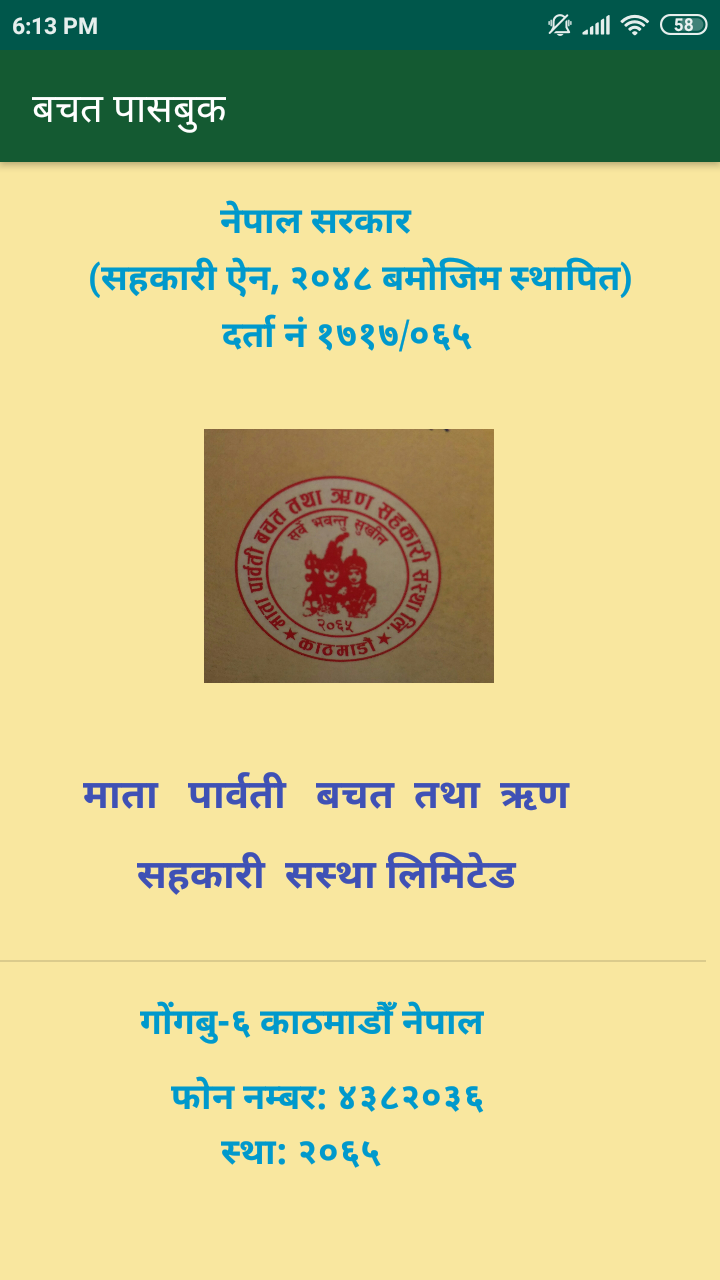 6:13 PM
58
बचत पासबुक
नेपाल सरकार
(सहकारी ऐन, २०४८ बमोजिम स्थापित)
दर्ता नं १७१७/०६५
माता पार्वती बचत तथा ऋण सहकारी संस्था लि.
सर्वे भवन्तु सुखीन
२०६५
★ काठमाडौं ★
माता पार्वती बचत तथा ऋण
सहकारी सस्था लिमिटेड
गोंगबु-६ काठमाडौँ नेपाल
फोन नम्बर: ४३८२०३६
स्था: २०६५